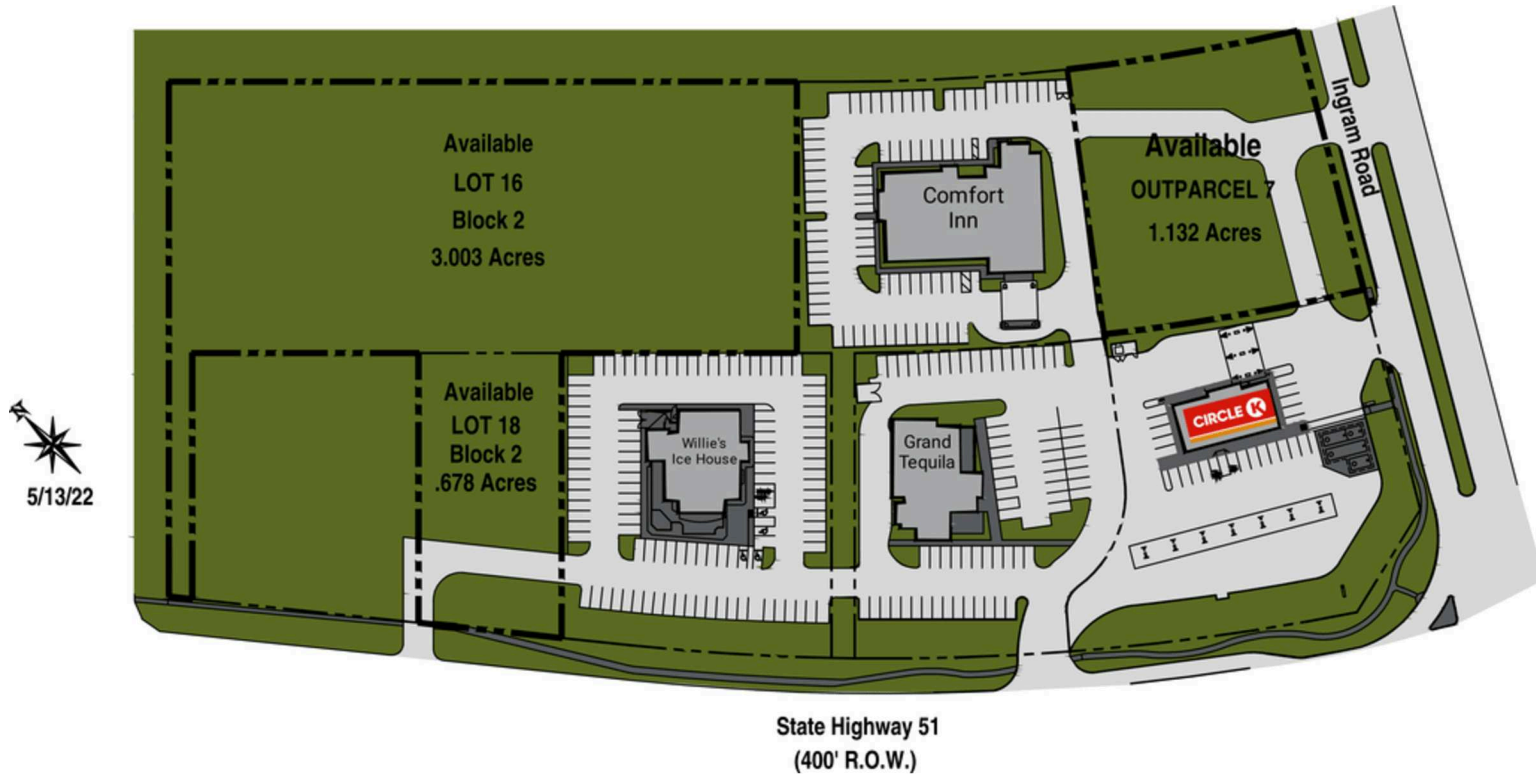 Available
LOT 16
Block 2
3.003 Acres
Comfort
Inn
Available
OUTPARCEL 7
1.132 Acres
Ingram Road
Available
LOT 18
Block 2
.678 Acres
Willie's
Ice House
Grand
Tequila
CIRCLE K
N
5/13/22
State Highway 51
(400' R.O.W.)